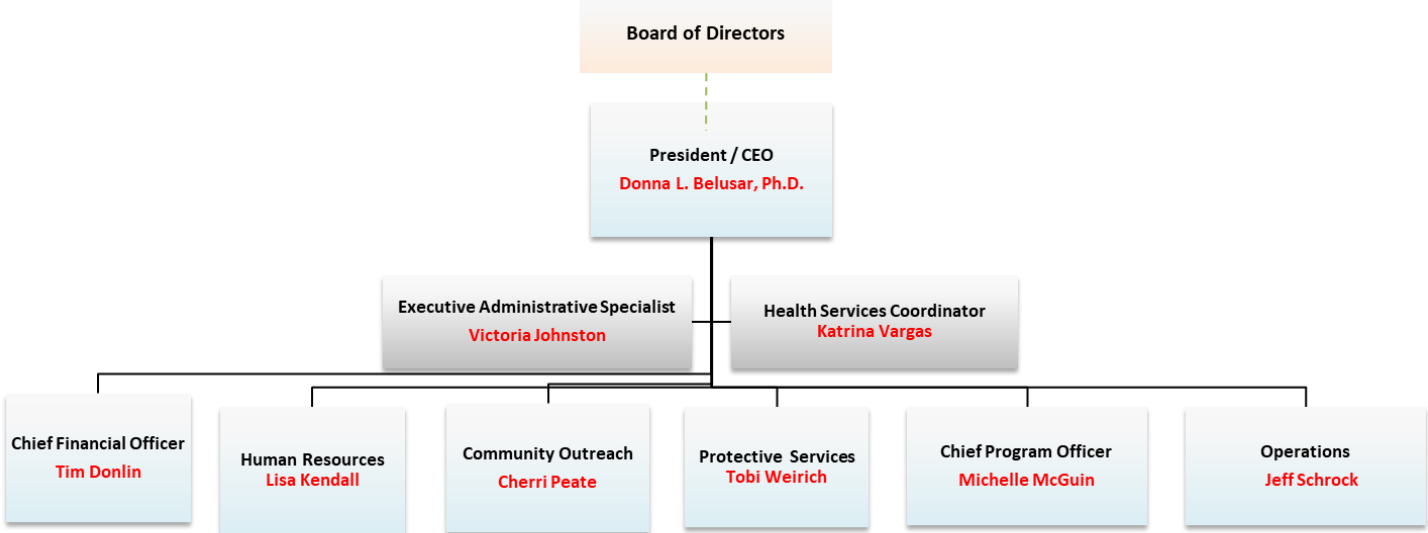 Board of Directors
President / CEO
Donna L. Belusar, Ph.D.
Executive Administrative Specialist
Victoria Johnston
Health Services Coordinator
Katrina Vargas
Chief Financial Officer
Tim Donlin
Human Resources
Lisa Kendall
Community Outreach
Cherri Peate
Protective Services
Tobi Weirich
Chief Program Officer
Michelle McGuin
Operations
Jeff Schrock